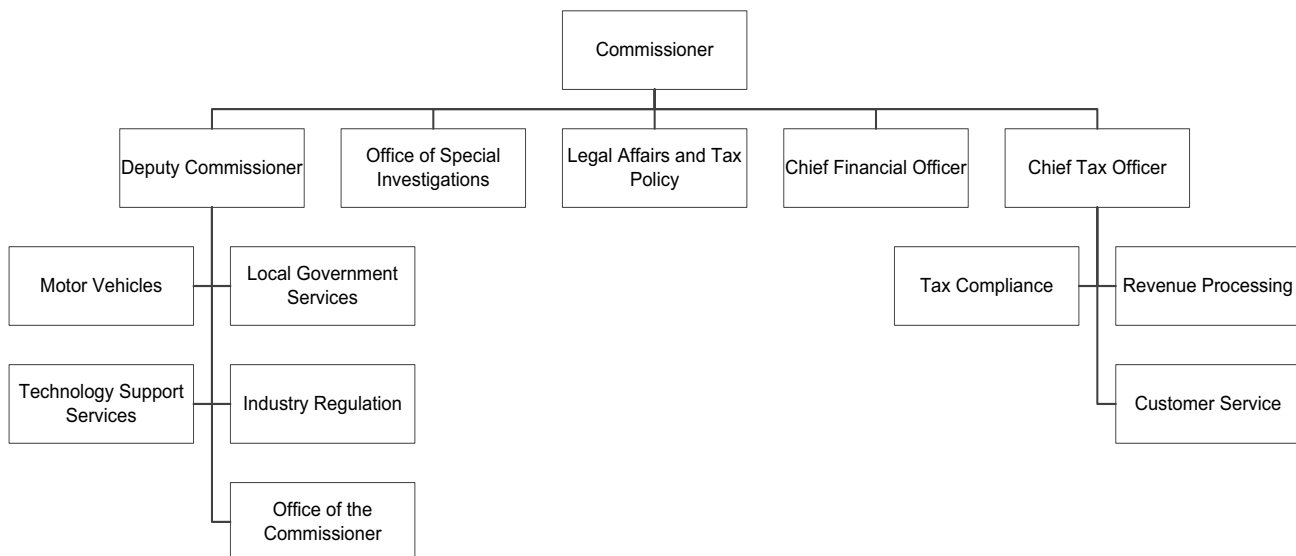 Commissioner
Deputy Commissioner
Office of Special
Investigations
Legal Affairs and Tax
Policy
Chief Financial Officer
Chief Tax Officer
Motor Vehicles
Local Government
Services
Tax Compliance
Revenue Processing
Technology Support
Services
Industry Regulation
Customer Service
Office of the
Commissioner